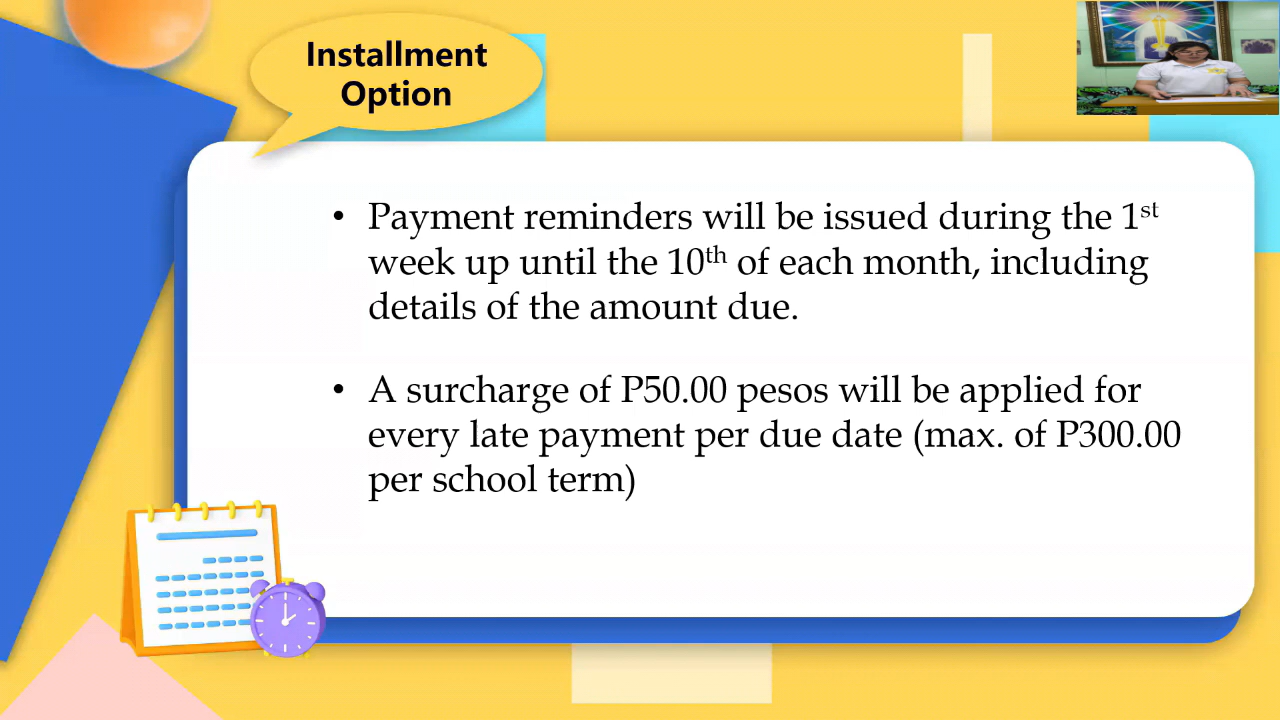 Installment
Option
• Payment reminders will be issued during the 1st
week up until the 10th of each month, including
details of the amount due.
• A surcharge of P50.00 pesos will be applied for
every late payment per due date (max. of P300.00
per school term)